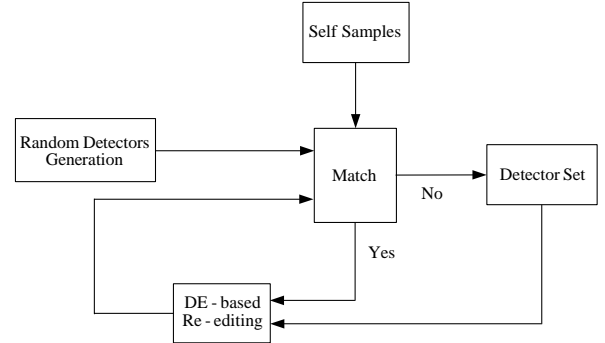 Self Samples
Random Detectors
Generation
Match
No
Detector Set
Yes
DE - based
Re - editing